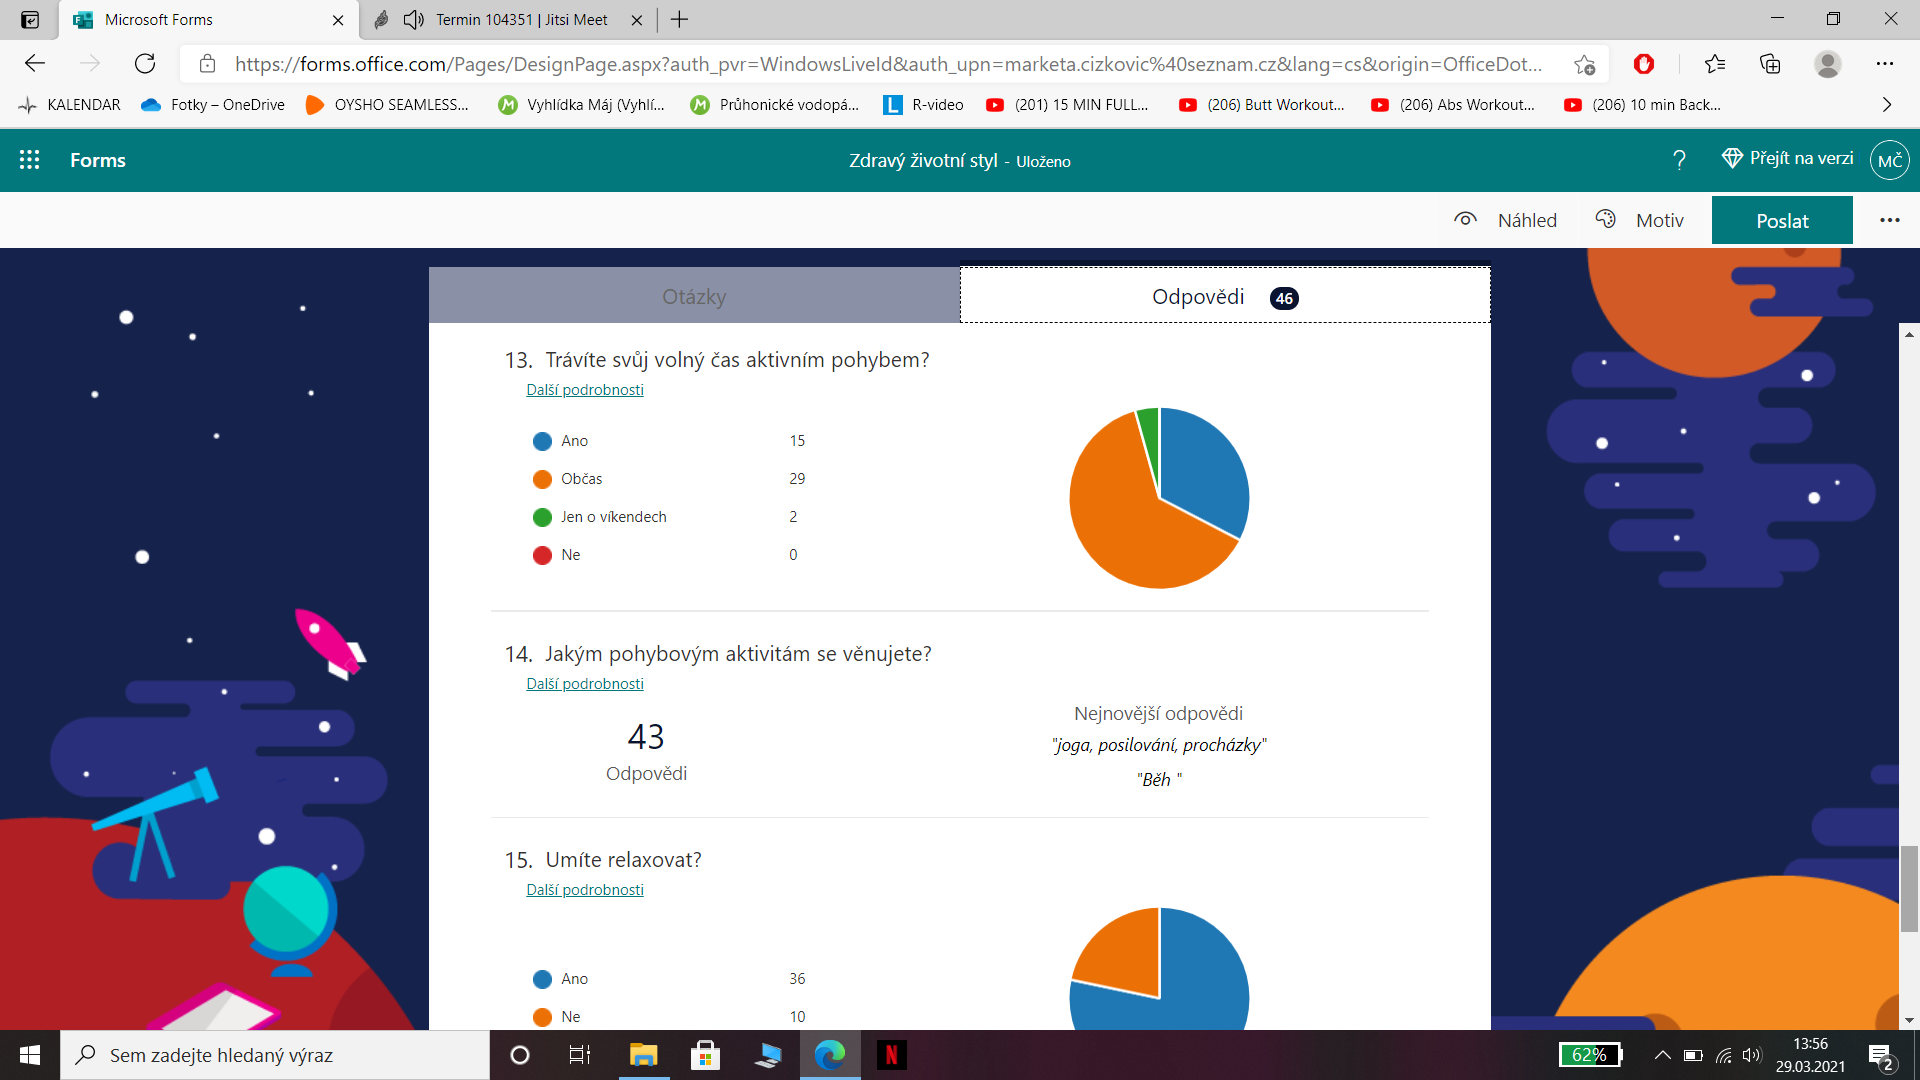 Microsoft Forms
Termin 104351 | Jitsi Meet
https://forms.office.com/Pages/DesignPage.aspx?auth_pvr=WindowsLiveId&auth_upn=marketa.cizkovic%40seznam.cz&lang=cs&origin=OfficeDot...
KALENDAR
Fotky – OneDrive
OYSHO SEAMLESS...
Vyhlídka Máj (Vyhlí...
Průhonické vodopá...
L R-video
(201) 15 MIN FULL...
(206) Butt Workout...
(206) Abs Workout...
(206) 10 min Back...
Forms
Zdravý životní styl - Uloženo
?
Přejít na verzi
MČ
Náhled
Motiv
Poslat
Otázky
Odpovědi 46
13. Trávíte svůj volný čas aktivním pohybem?
Další podrobnosti
Ano 15
Občas 29
Jen o víkendech 2
Ne 0
14. Jakým pohybovým aktivitám se věnujete?
Další podrobnosti
43
Odpovědi
Nejnovější odpovědi
"joga, posilování, procházky"
"Běh "
15. Umíte relaxovat?
Další podrobnosti
Ano 36
Ne 10
Sem zadejte hledaný výraz
N
62%
13:56
29.03.2021
2